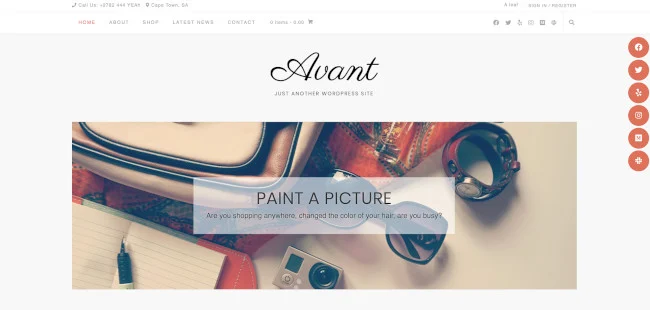 Call Us: +0782 444 YEAH Cape Town, SA
SIGN IN / REGISTER
HOME ABOUT SHOP LATEST NEWS CONTACT 0 items - 0.00
Avant
JUST ANOTHER WORDPRESS SITE
PAINT A PICTURE
Are you shopping anywhere, changed the color of your hair, are you busy?